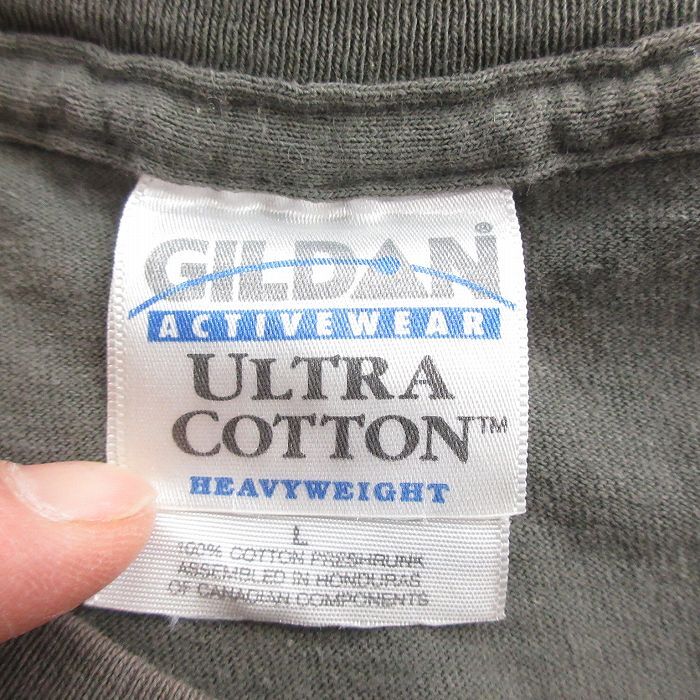 GILDAN
ACTIVEWEAR
ULTRA
COTTON™
HEAVYWEIGHT
L
100% COTTON PRESHRUNK
ASSEMBLED IN HONDURAS
OF CANADIAN COMPONENTS